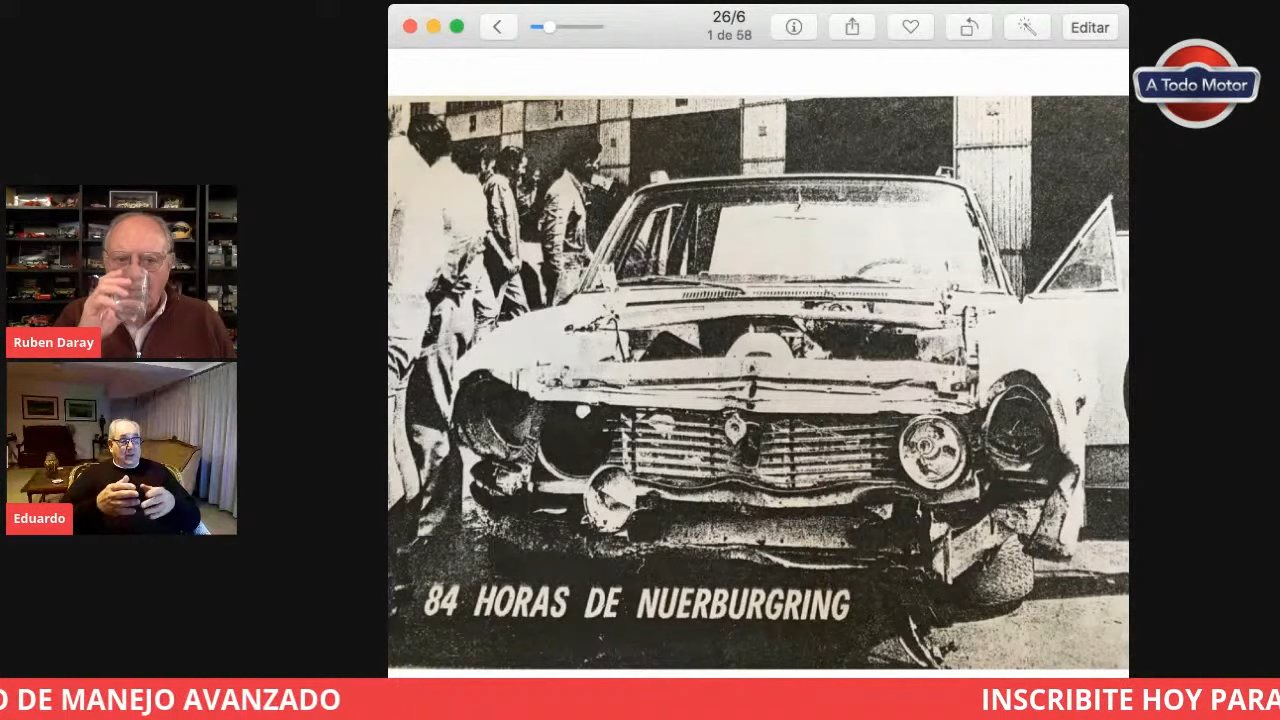 26/6
1 de 58
Editar
A Todo Motor
Ruben Daray
Eduardo
84 HORAS DE NUERBURGRING
O DE MANEJO AVANZADO
INSCRIBITE HOY PARA